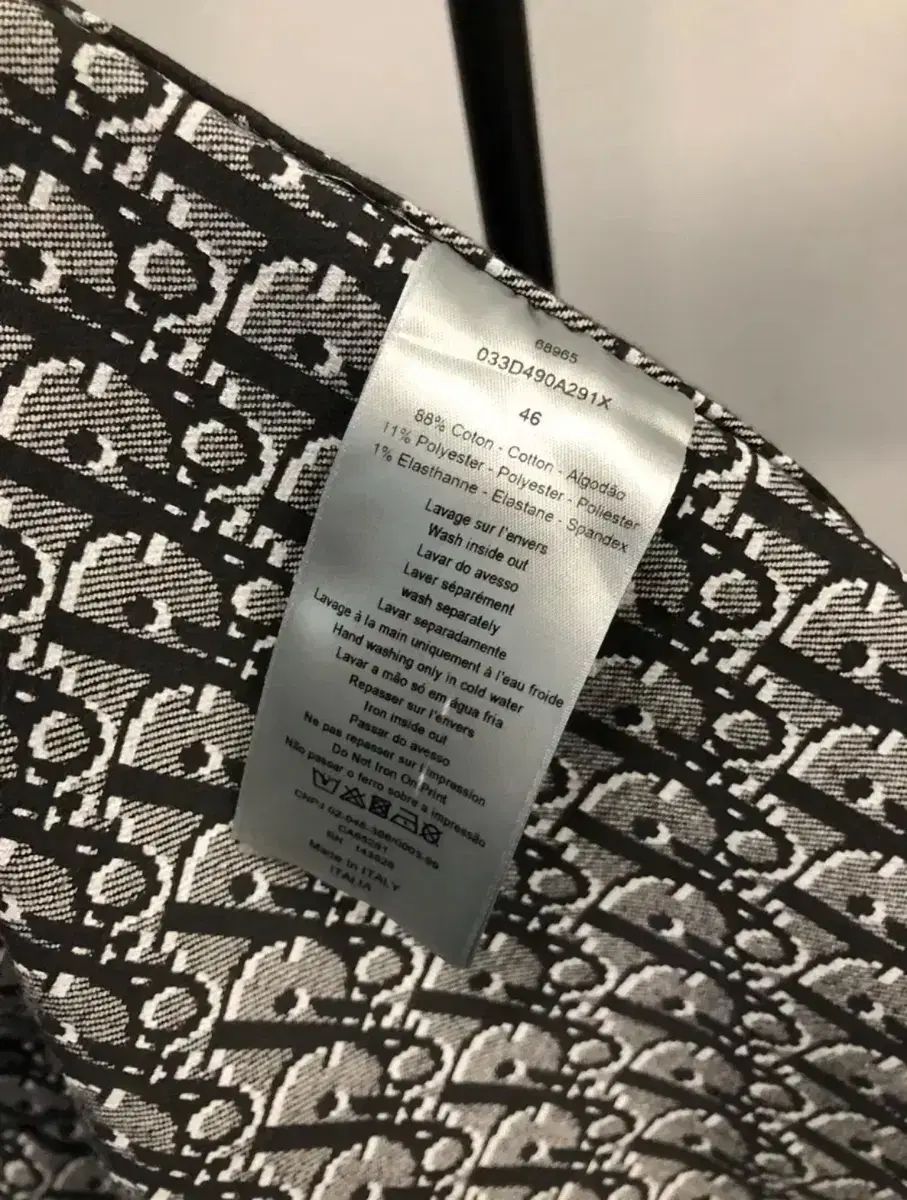 68965
033D490A291X
46
88% Coton - Cotton - Algodão
11% Polyester - Polyester - Poliester
1% Elasthanne - Elastane - Spandex
Lavage sur l'envers
Wash inside out
Lavar do avesso
Laver séparément
wash separately
Lavar separadamente
Lavage à la main uniquement à l'eau froide
Hand washing only in cold water
Lavar a mão só em água fria
Repasser sur l'envers
Iron inside out
Passar do avesso
Ne pas repasser sur l'impression
Do Not Iron On Print
Não passar o ferro sobre a impressão
CNPJ
Made in ITALY
ITALIA